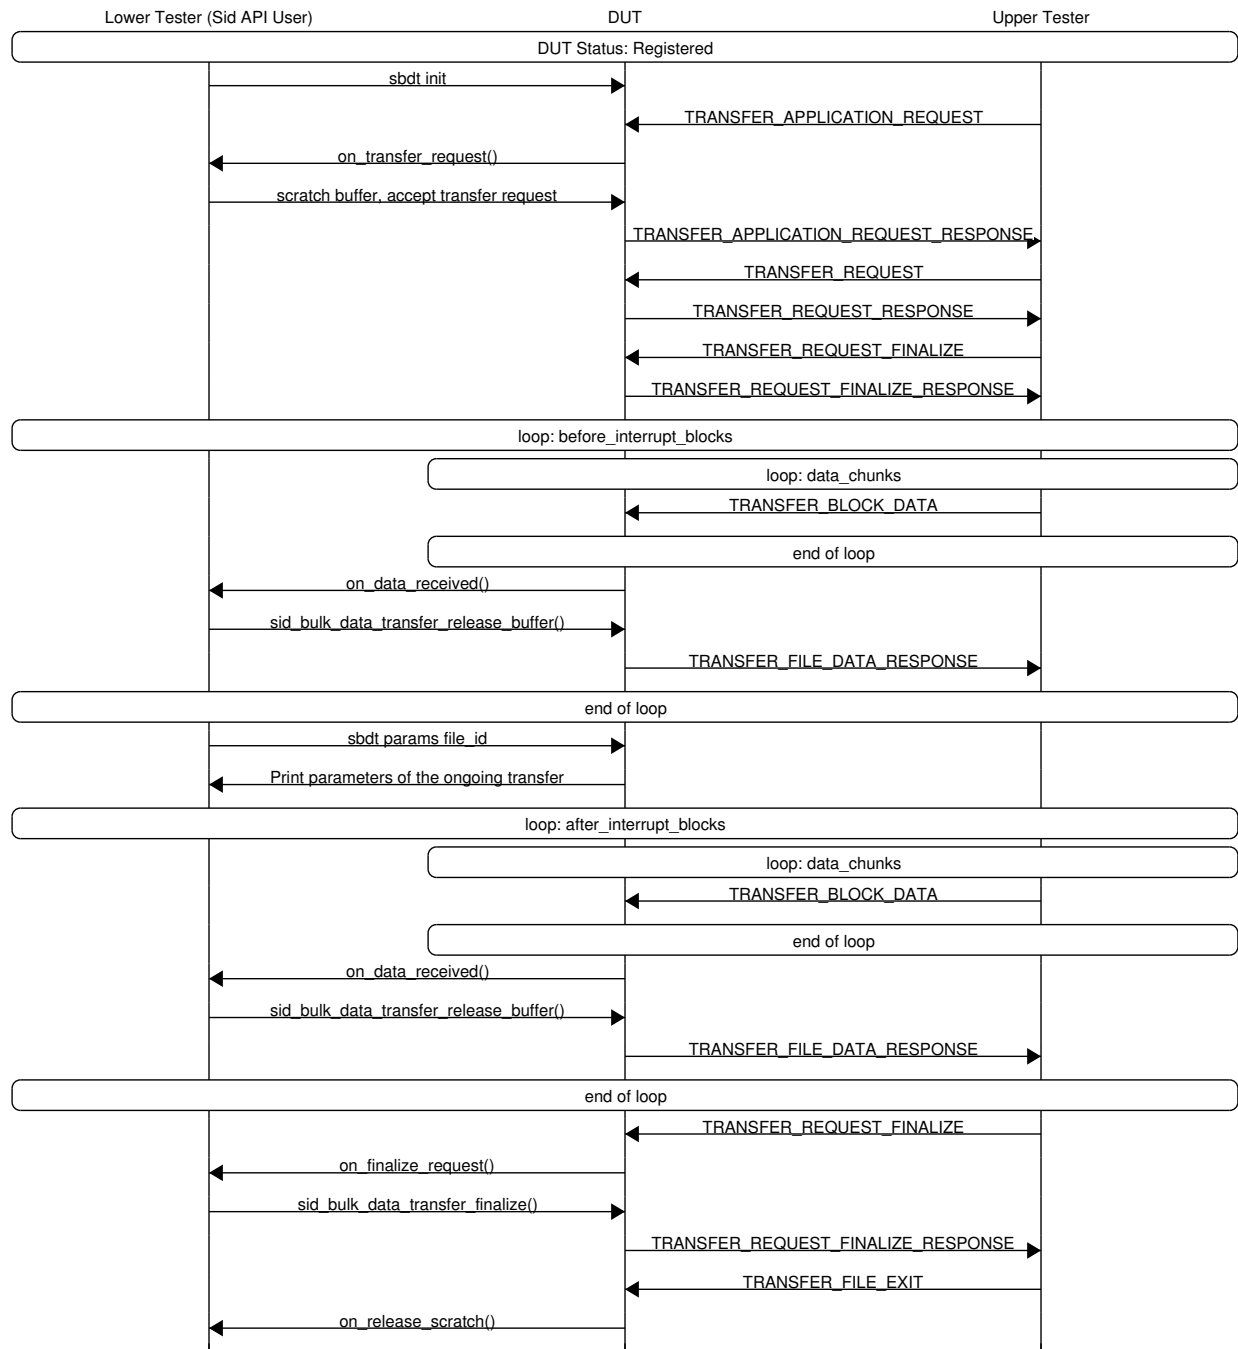 Lower Tester (Sid API User) DUT Upper Tester
DUT Status: Registered
sbdt init
TRANSFER_APPLICATION_REQUEST
on_transfer_request()
scratch buffer, accept transfer request
TRANSFER_APPLICATION_REQUEST_RESPONSE
TRANSFER_REQUEST
TRANSFER_REQUEST_RESPONSE
TRANSFER_REQUEST_FINALIZE
TRANSFER_REQUEST_FINALIZE_RESPONSE
loop: before_interrupt_blocks
loop: data_chunks
TRANSFER_BLOCK_DATA
end of loop
on_data_received()
sid_bulk_data_transfer_release_buffer()
TRANSFER_FILE_DATA_RESPONSE
end of loop
sbdt params file_id
Print parameters of the ongoing transfer
loop: after_interrupt_blocks
loop: data_chunks
TRANSFER_BLOCK_DATA
end of loop
on_data_received()
sid_bulk_data_transfer_release_buffer()
TRANSFER_FILE_DATA_RESPONSE
end of loop
TRANSFER_REQUEST_FINALIZE
on_finalize_request()
sid_bulk_data_transfer_finalize()
TRANSFER_REQUEST_FINALIZE_RESPONSE
TRANSFER_FILE_EXIT
on_release_scratch()